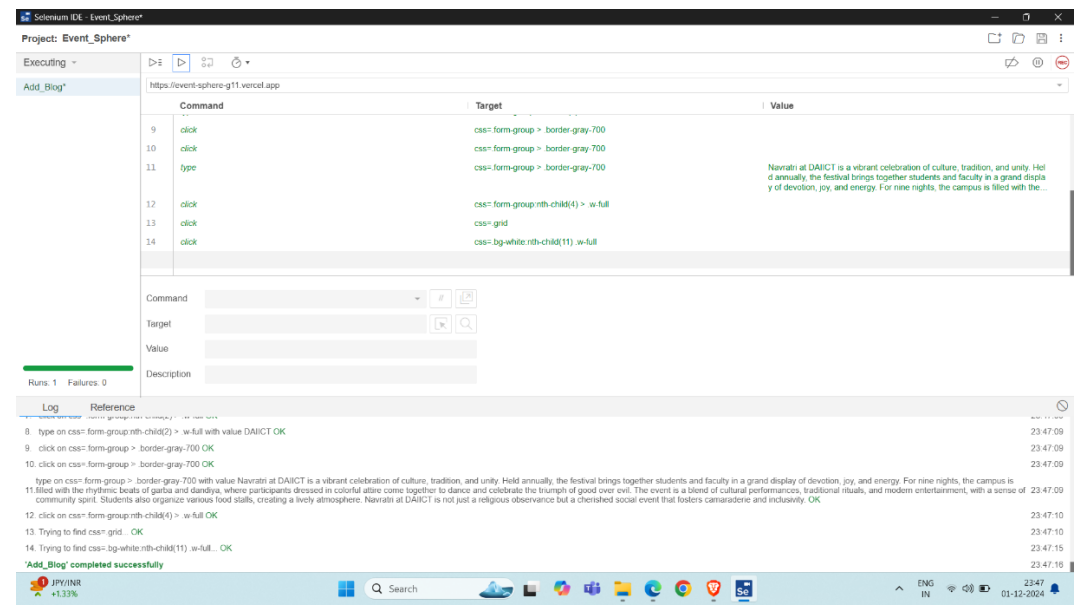 Selenium IDE - Event_Sphere*
Project: Event_Sphere*
Executing
Add_Blog*
https://event-sphere-g11.vercel.app
Command Target Value
9 click css=.form-group > .border-gray-700
10 click css=.form-group > .border-gray-700
11 type css=.form-group > .border-gray-700 Navratri at DAIICT is a vibrant celebration of culture, tradition, and unity. Hel
d annually, the festival brings together students and faculty in a grand displa
y of devotion, joy, and energy. For nine nights, the campus is filled with the...
12 click css=.form-group:nth-child(4) > .w-full
13 click css=.grid
14 click css=.bg-white:nth-child(11) .w-full
Command
//
Target
Value
Description
Runs: 1 Failures: 0
Log Reference
8. type on css=.form-group:nth-child(2) > .w-full with value DAIICT OK 23:47:09
9. click on css=.form-group > .border-gray-700 OK 23:47:09
10. click on css=.form-group > .border-gray-700 OK 23:47:09
type on css=.form-group > .border-gray-700 with value Navratri at DAIICT is a vibrant celebration of culture, tradition, and unity. Held annually, the festival brings together students and faculty in a grand display of devotion, joy, and energy. For nine nights, the campus is
11. filled with the rhythmic beats of garba and dandiya, where participants dressed in colorful attire come together to dance and celebrate the triumph of good over evil. The event is a blend of cultural performances, traditional rituals, and modern entertainment, with a sense of 23:47:09
community spirit. Students also organize various food stalls, creating a lively atmosphere. Navratri at DAIICT is not just a religious observance but a cherished social event that fosters camaraderie and inclusivity. OK
12. click on css=.form-group:nth-child(4) > .w-full OK 23:47:10
13. Trying to find css=.grid... OK 23:47:10
14. Trying to find css=.bg-white:nth-child(11) .w-full... OK 23:47:15
'Add_Blog' completed successfully 23:47:16
1 JPY/INR
+1.33%
Search
Se
ENG
IN
23:47
01-12-2024